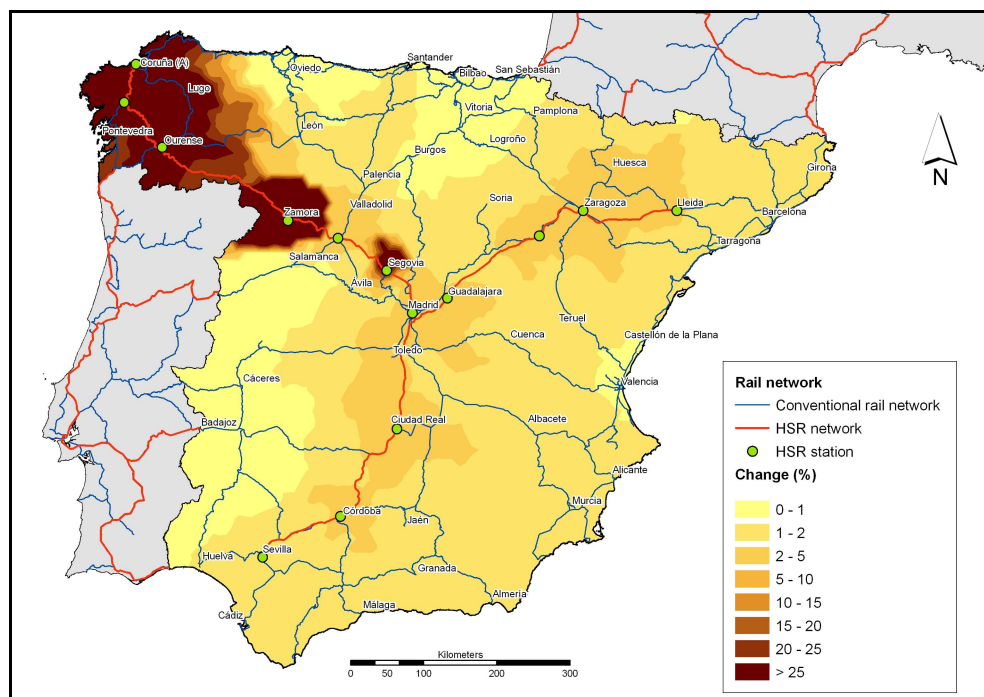 Coruña (A)
Lugo
Oviedo
Santander
Bilbao
San Sebastián
Vitoria
Pamplona
Pontevedra
Ourense
León
Burgos
Logroño
Huesca
Girona
Palencia
Zamora
Valladolid
Soria
Zaragoza
Lleida
Barcelona
Tarragona
Salamanca
Segovia
Ávila
Guadalajara
Madrid
Teruel
Cuenca
Castellón de la Plana
Toledo
Cáceres
Valencia
Badajoz
Ciudad Real
Albacete
Alicante
Murcia
Córdoba
Jaén
Huelva
Sevilla
Granada
Almería
Málaga
Cádiz
N
Rail network
Conventional rail network
HSR network
HSR station
Change (%)
0 - 1
1 - 2
2 - 5
5 - 10
10 - 15
15 - 20
20 - 25
> 25
Kilometers
0 50 100 200 300